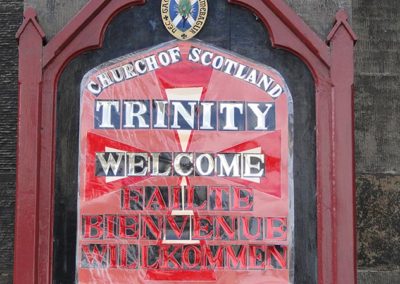 CHURCH OF SCOTLAND
TRINITY
WELCOME
FAILTE
BIENVENUE
WILLKOMMEN